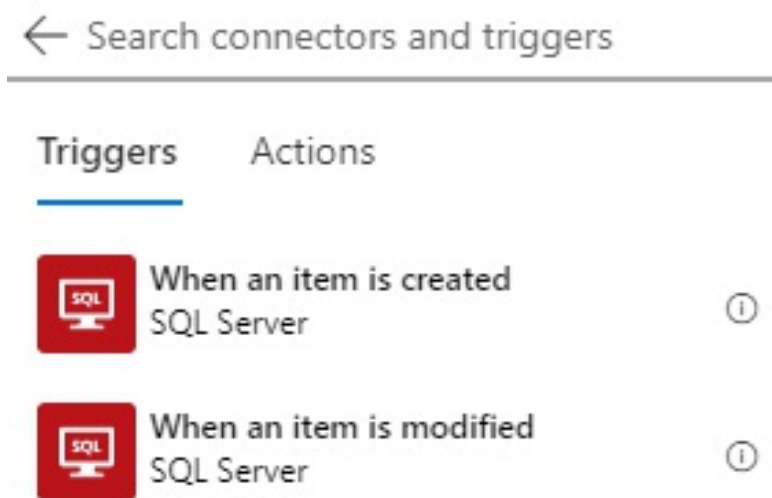 Search connectors and triggers
Triggers Actions
SQL
When an item is created
SQL Server
SQL
When an item is modified
SQL Server